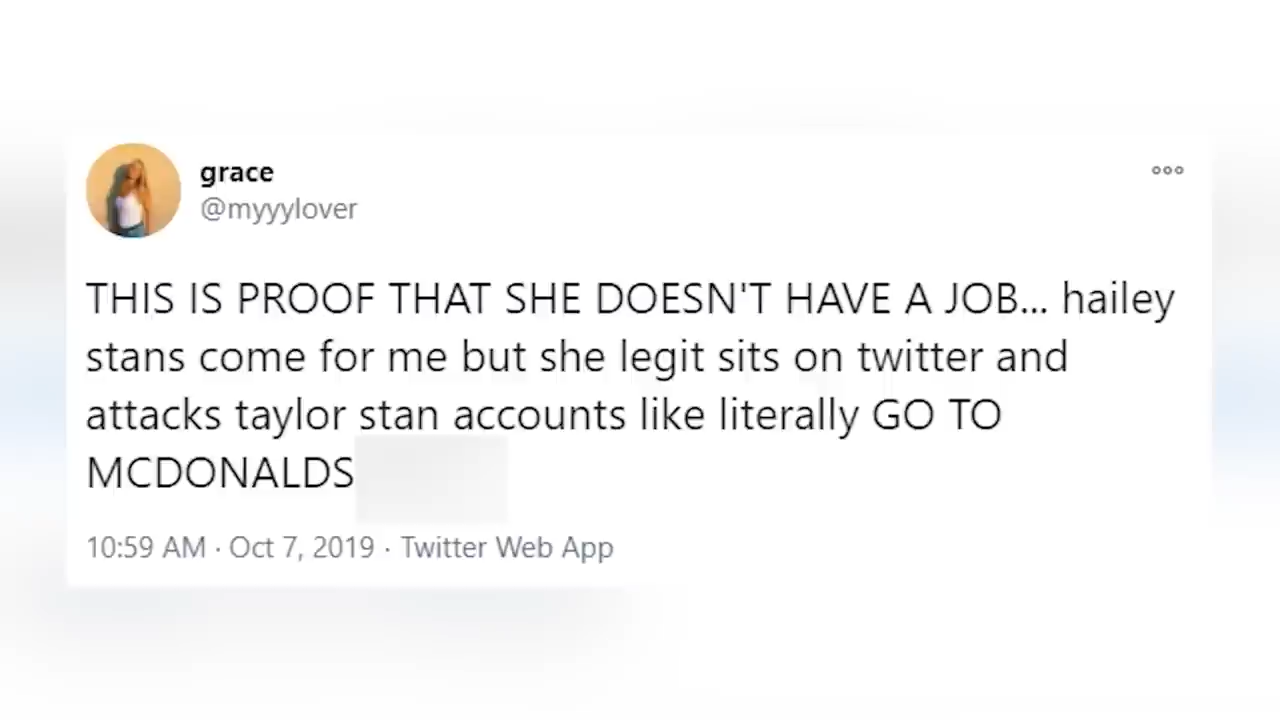 grace
@myyylover
THIS IS PROOF THAT SHE DOESN'T HAVE A JOB... hailey
stans come for me but she legit sits on twitter and
attacks taylor stan accounts like literally GO TO
MCDONALDS
10:59 AM · Oct 7, 2019 · Twitter Web App